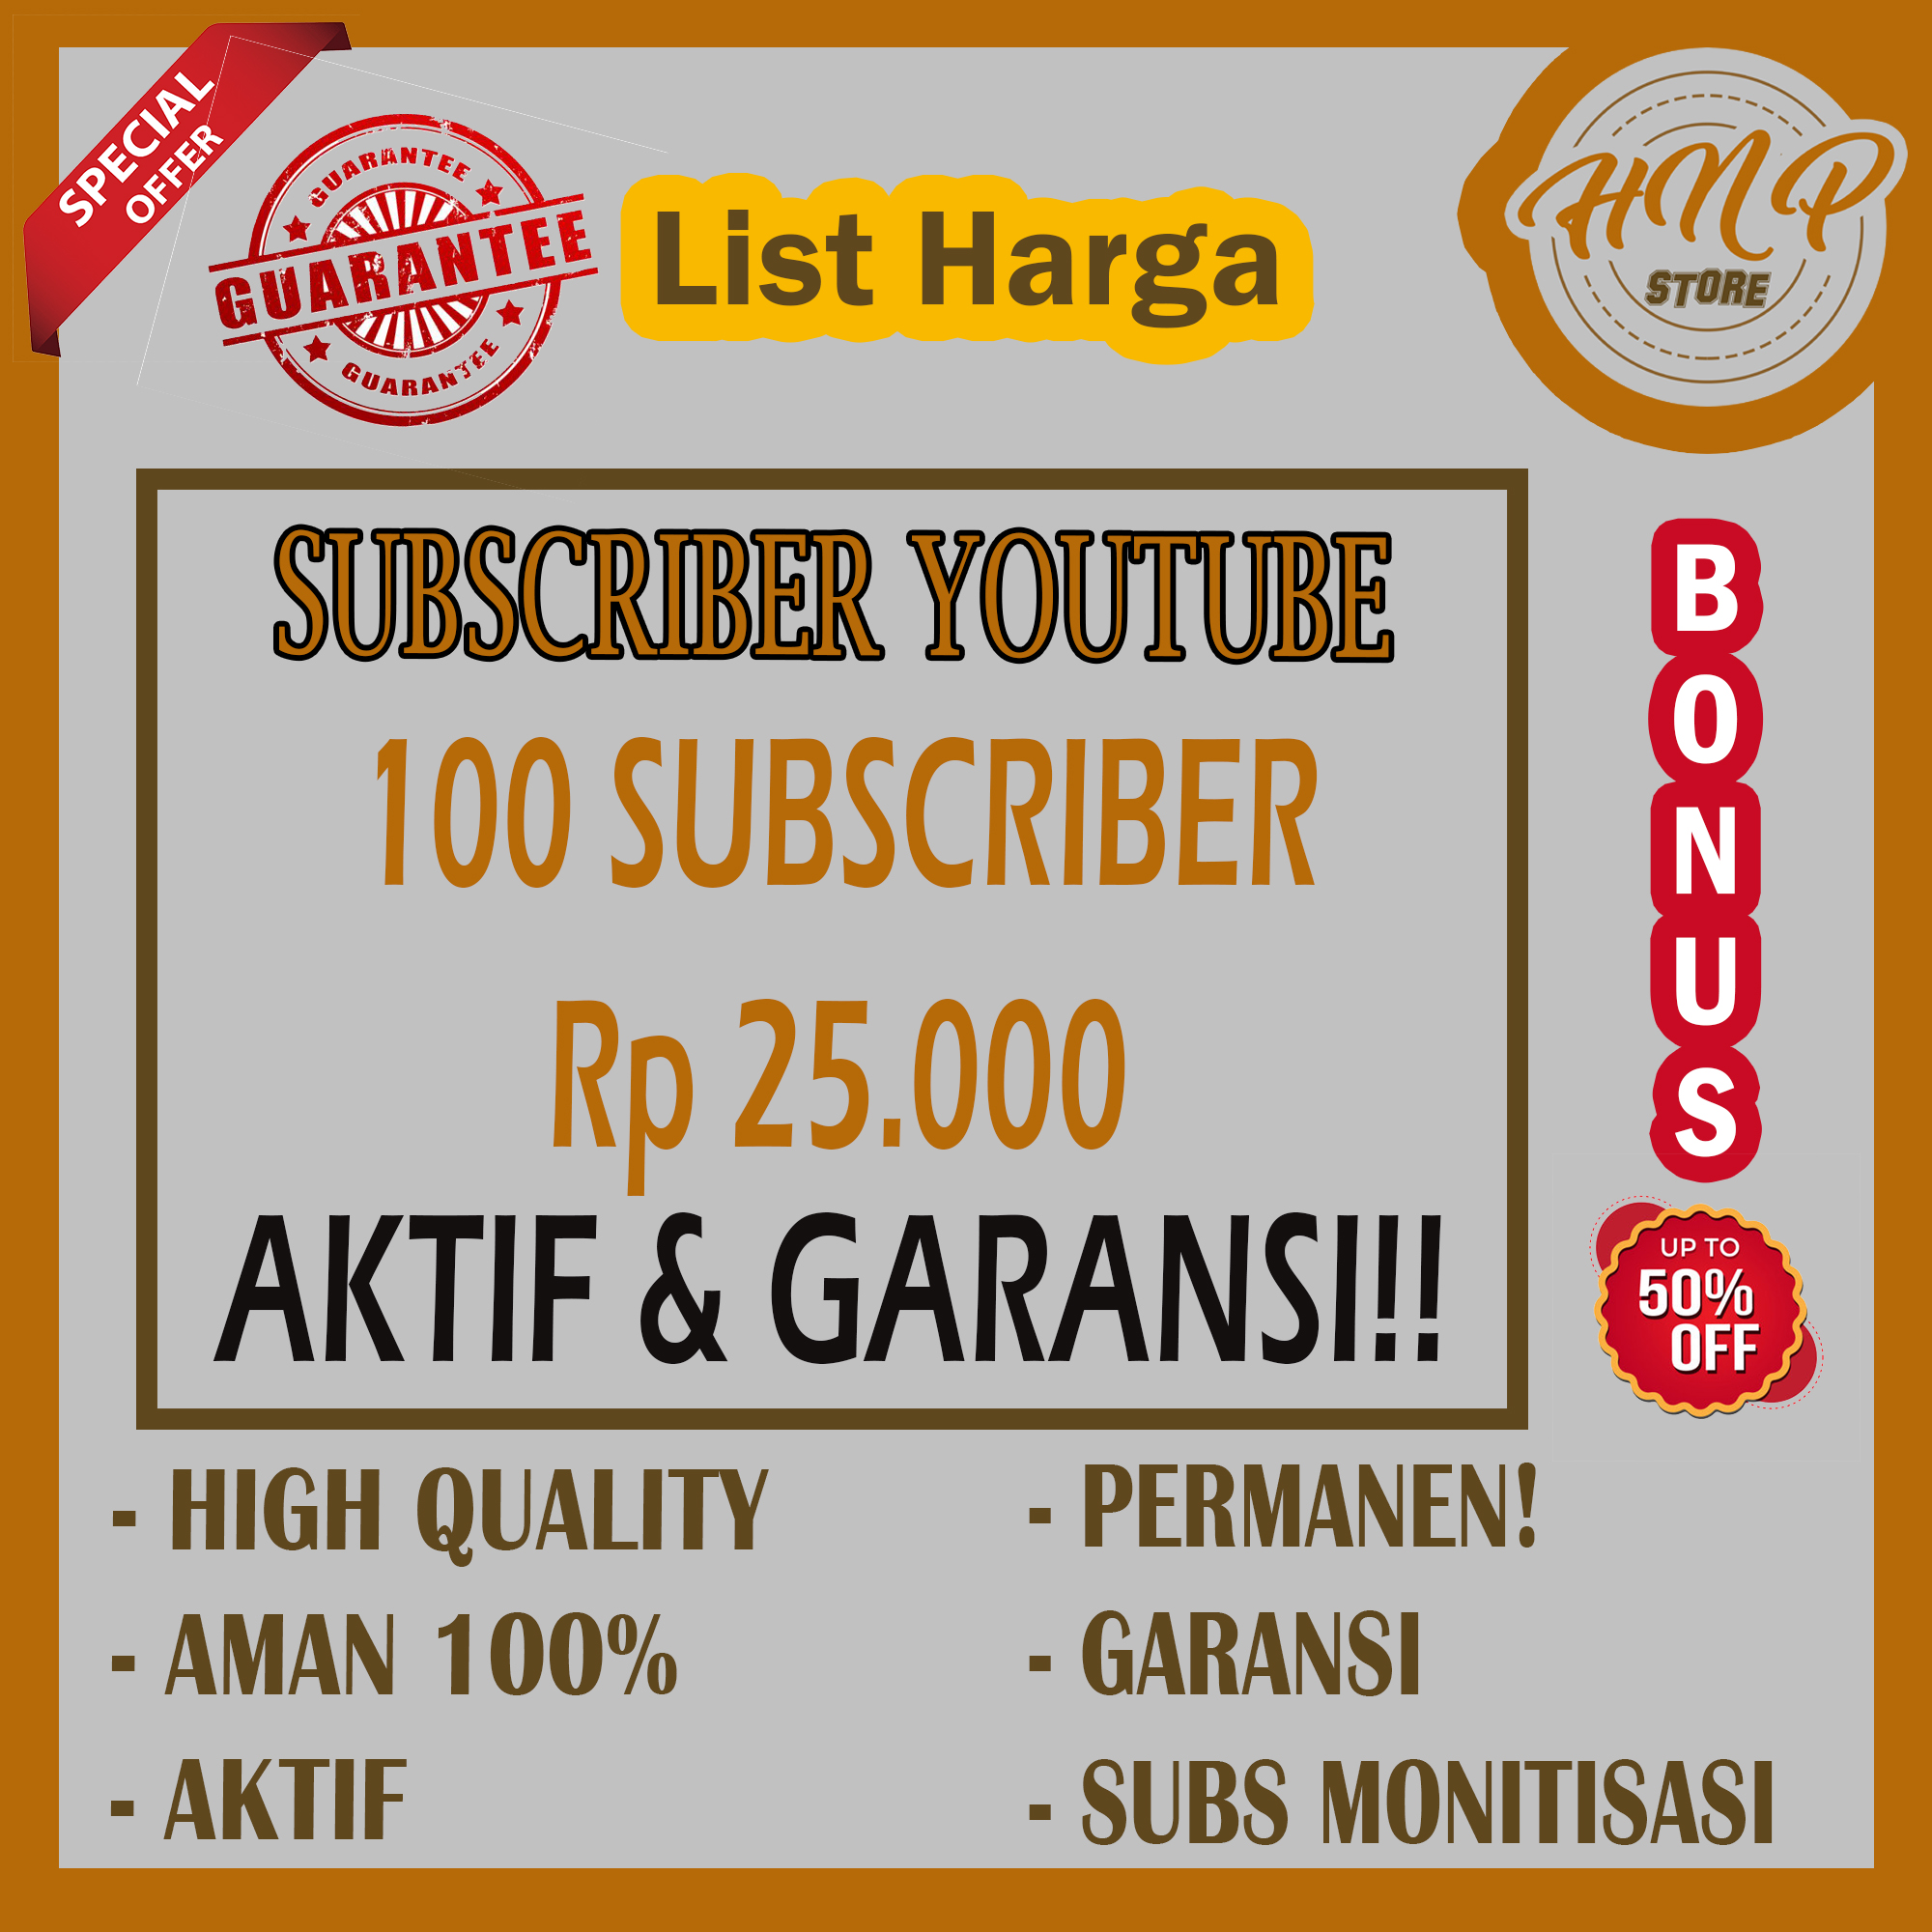 SPECIAL
OFFER
GUARANTEE
GUARANTEE
GUARANTEE
List Harga
HNP
STORE
SUBSCRIBER YOUTUBE
100 SUBSCRIBER
Rp 25.000
AKTIF & GARANSI!!!
BONUS
UP TO
50%
OFF
- HIGH QUALITY
- AMAN 100%
- AKTIF
- PERMANEN!
- GARANSI
- SUBS MONITISASI